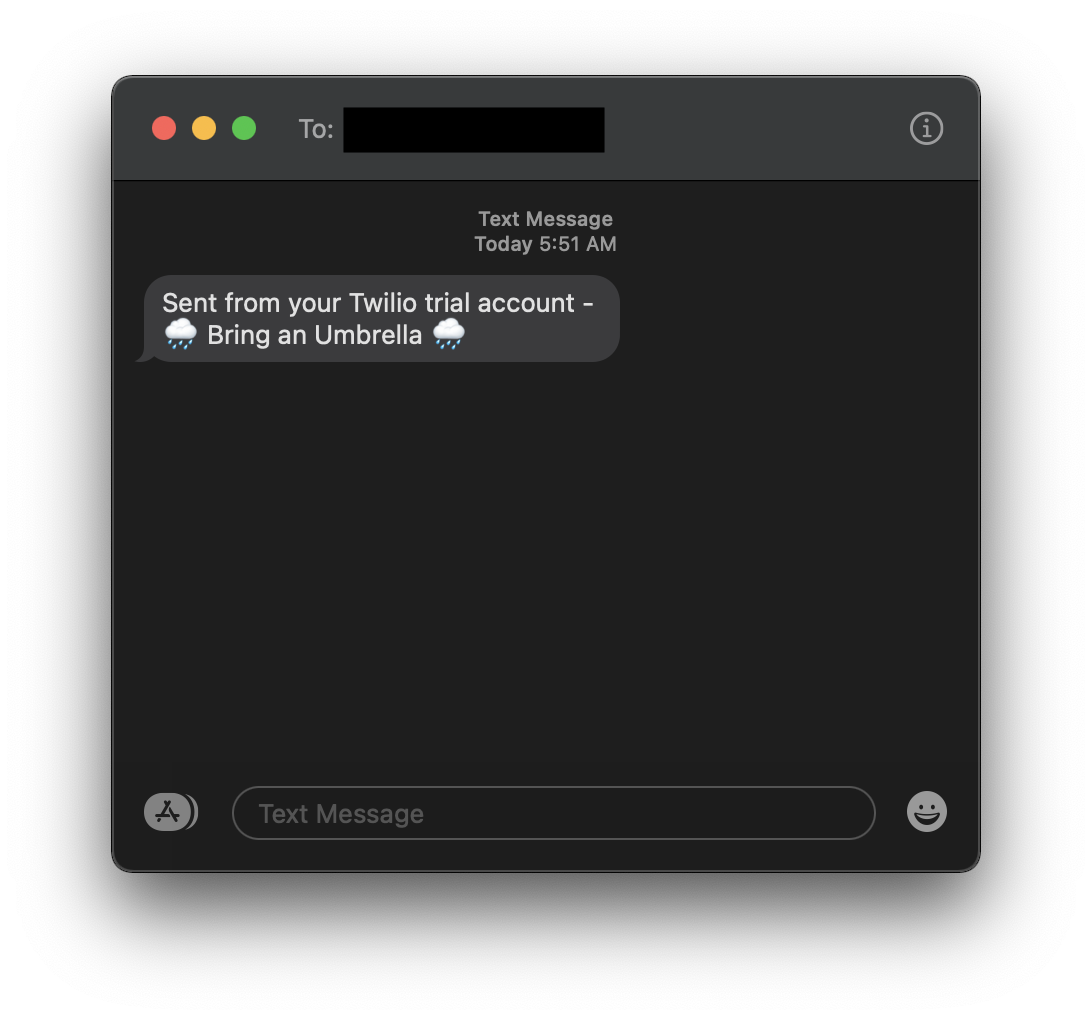 To:
Text Message
Today 5:51 AM
Sent from your Twilio trial account -
🌧️ Bring an Umbrella 🌧️
Text Message